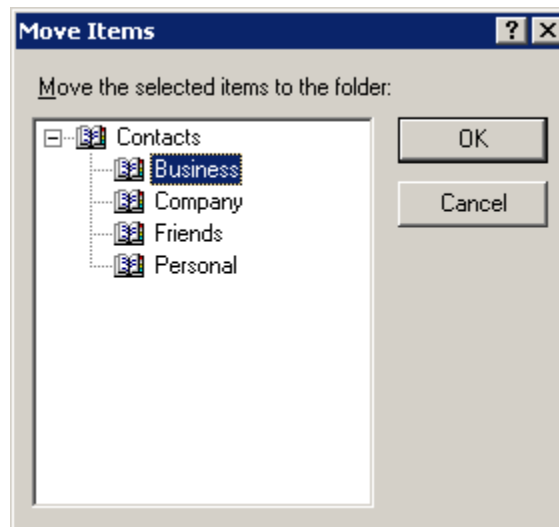 Move Items
Move the selected items to the folder:
Contacts
OK
Business
Company
Cancel
Friends
Personal